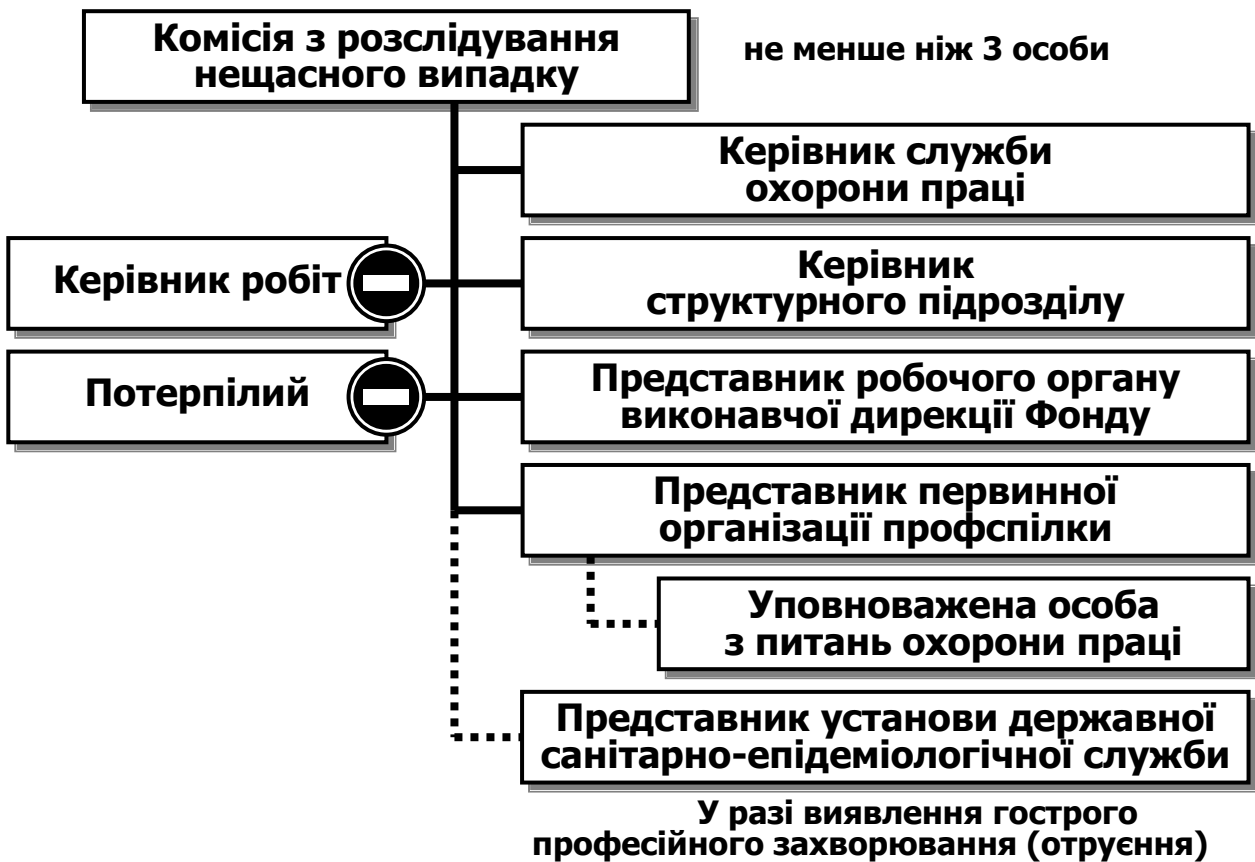 Комісія з розслідування
нещасного випадку
не менше ніж 3 особи
Керівник служби
охорони праці
Керівник робіт
Керівник
структурного підрозділу
Потерпілий
Представник робочого органу
виконавчої дирекції Фонду
Представник первинної
організації профспілки
Уповноважена особа
з питань охорони праці
Представник установи державної
санітарно-епідеміологічної служби
У разі виявлення гострого
професійного захворювання (отруєння)